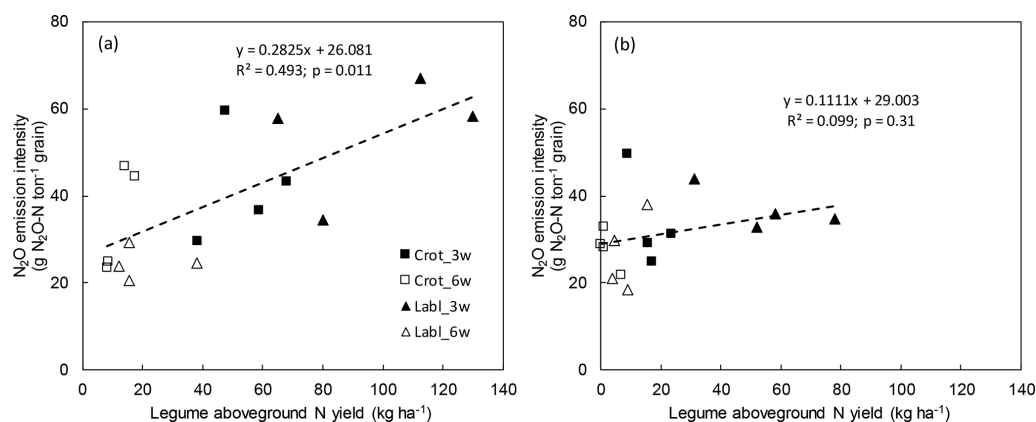 (a)
y = 0.2825x + 26.081
R² = 0.493; p = 0.011
N₂O emission intensity
(g N₂O-N ton⁻¹ grain)
80
60
40
20
0
0 20 40 60 80 100 120 140
Legume aboveground N yield (kg ha⁻¹)
Crot_3w
Crot_6w
Labl_3w
Labl_6w
(b)
y = 0.1111x + 29.003
R² = 0.099; p = 0.31
N₂O emission intensity
(g N₂O-N ton⁻¹ grain)
80
60
40
20
0
0 20 40 60 80 100 120 140
Legume aboveground N yield (kg ha⁻¹)